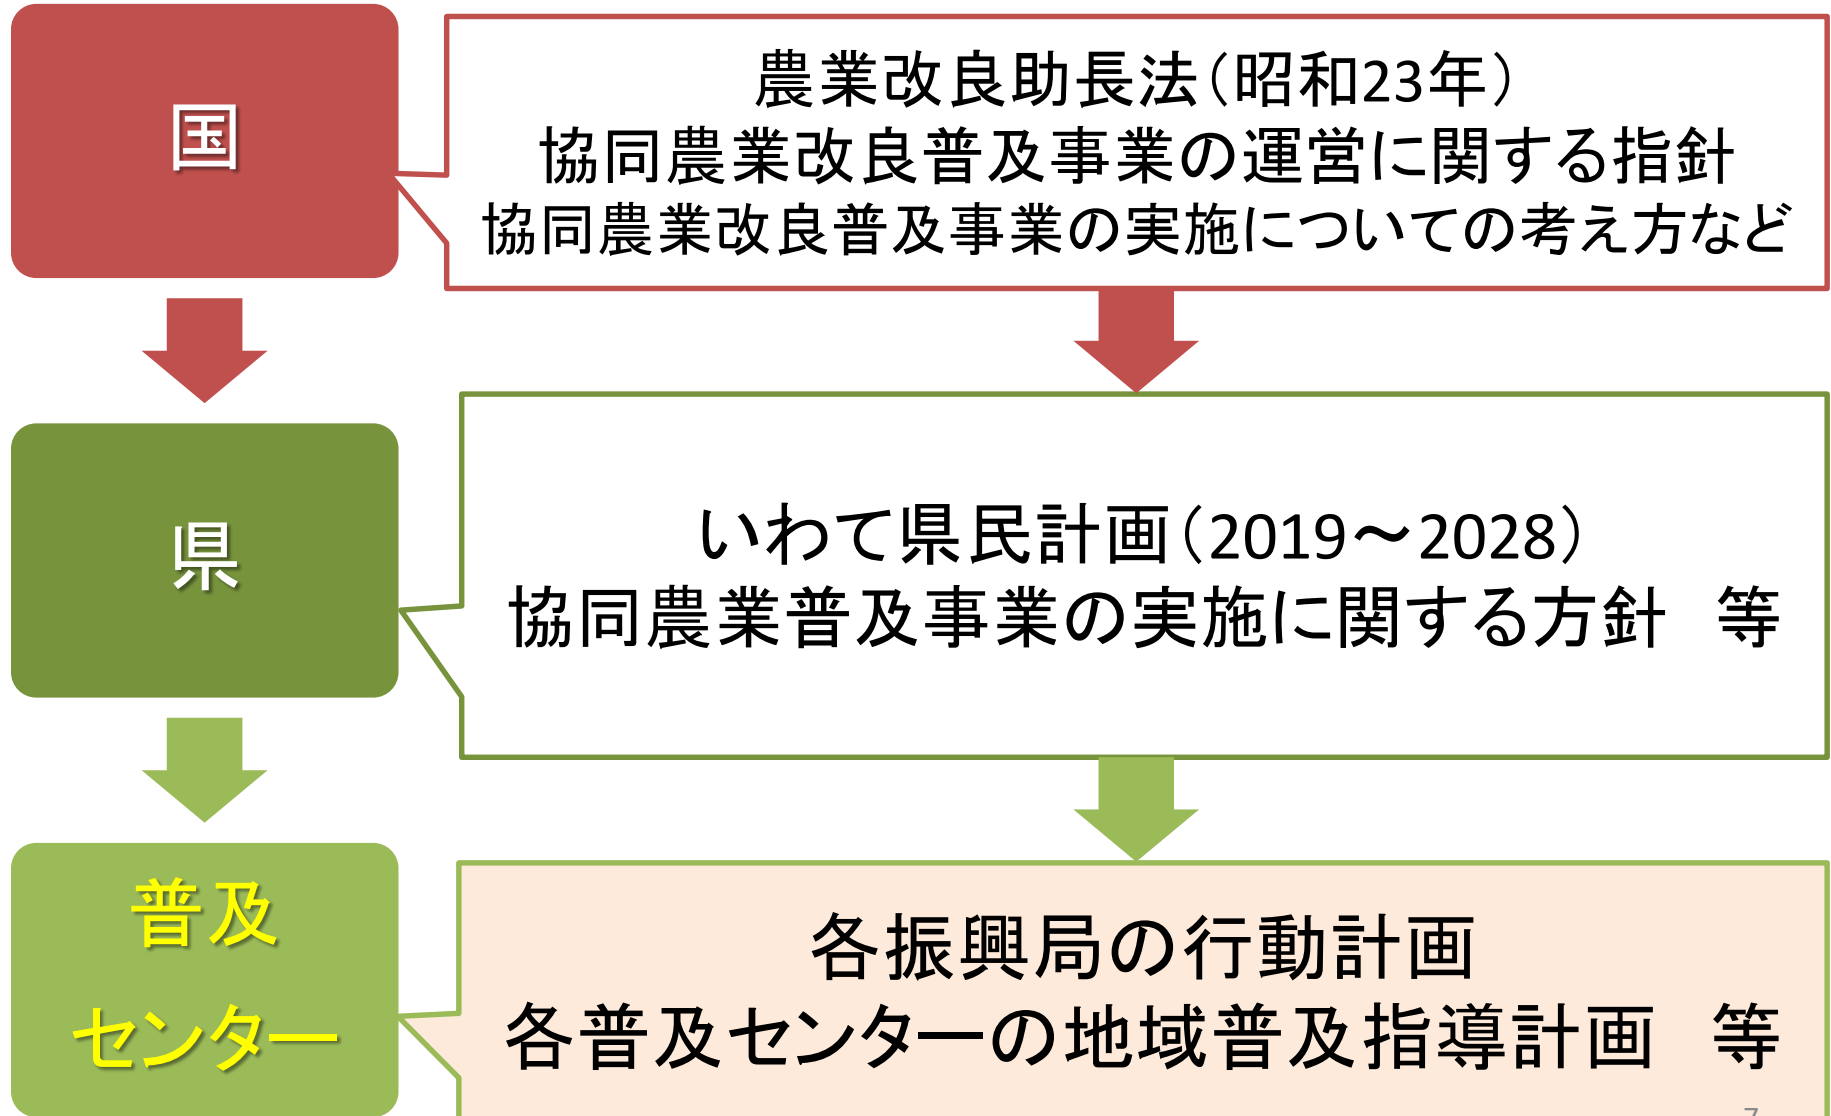 国
農業改良助長法（昭和23年）
協同農業改良普及事業の運営に関する指針
協同農業改良普及事業の実施についての考え方など
県
いわて県民計画（2019～2028）
協同農業普及事業の実施に関する方針　等
普及
センター
各振興局の行動計画
各普及センターの地域普及指導計画　等
7